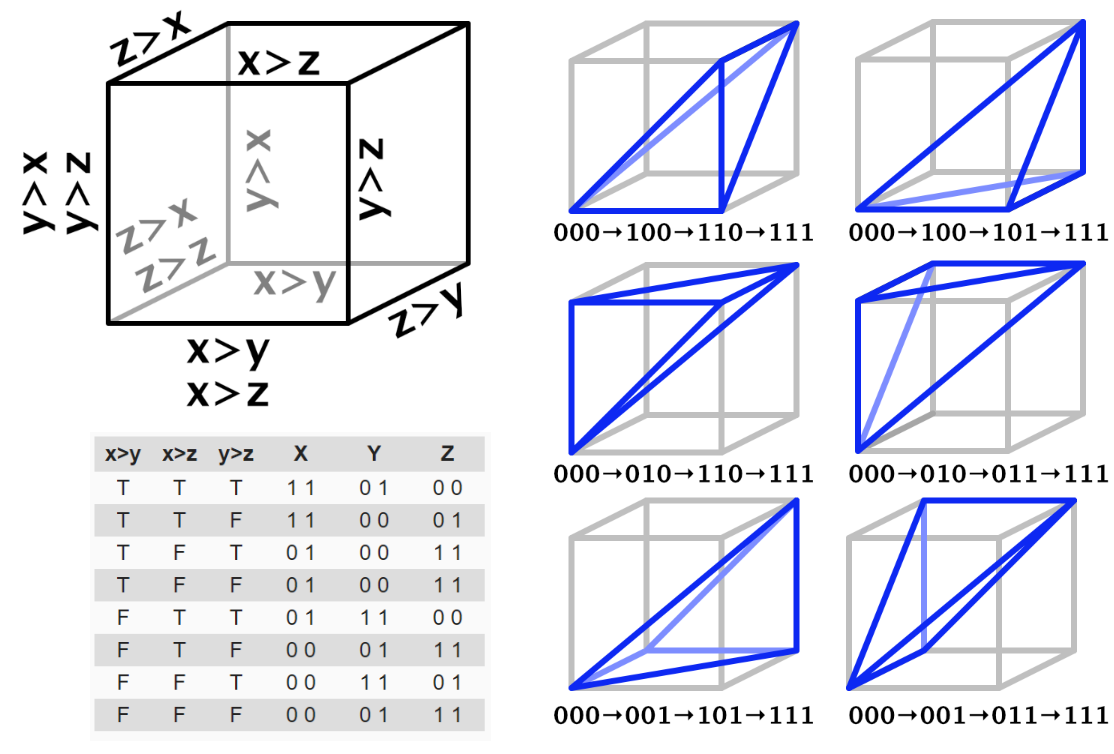 z>x
x>z
y>x
y>z
y>x
y>z
z>x
z>z
x>y
z>y
x>y
x>z
x>y x>z y>z X Y Z
T T T 1 1 0 1 0 0
T T F 1 1 0 0 0 1
T F T 0 1 0 0 1 1
T F F 0 1 0 0 1 1
F T T 0 1 1 1 0 0
F T F 0 0 0 1 1 1
F F T 0 0 1 1 0 1
F F F 0 0 0 1 1 1
000→100→110→111
000→100→101→111
000→010→110→111
000→010→011→111
000→001→101→111
000→001→011→111